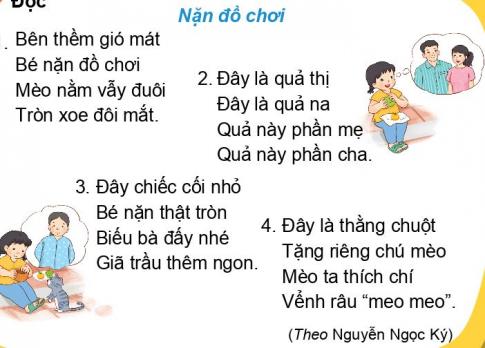 Đọc
Nặn đồ chơi
1. Bên thềm gió mát
Bé nặn đồ chơi
Mèo nằm vẫy đuôi
Tròn xoe đôi mắt.
2. Đây là quả thị
Đây là quả na
Quả này phần mẹ
Quả này phần cha.
3. Đây chiếc cối nhỏ
Bé nặn thật tròn
Biếu bà đấy nhé
Giã trầu thêm ngon.
4. Đây là thằng chuột
Tặng riêng chú mèo
Mèo ta thích chí
Vểnh râu “meo meo”.
(Theo Nguyễn Ngọc Ký)